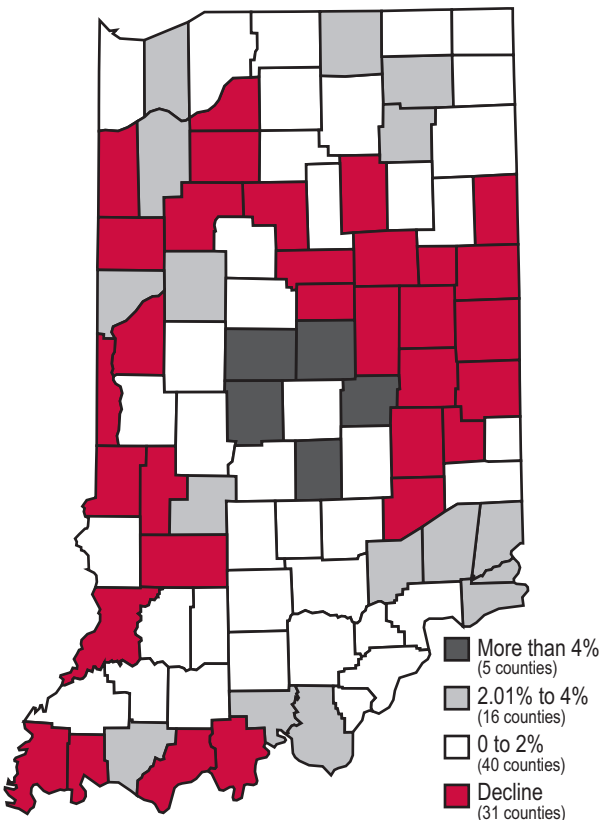 More than 4%
(5 counties)
2.01% to 4%
(16 counties)
0 to 2%
(40 counties)
Decline
(31 counties)